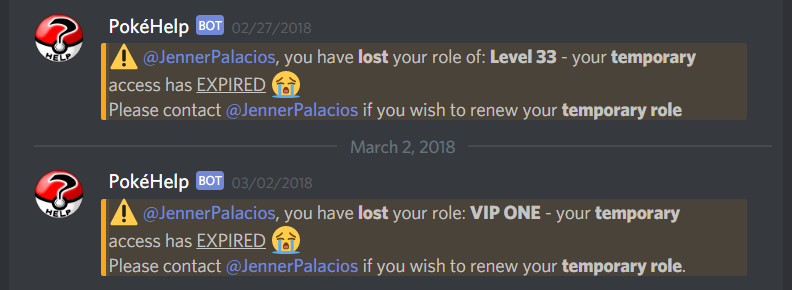 PokéHelp BOT 02/27/2018
⚠️ @JennerPalacios, you have lost your role of: Level 33 - your temporary
access has EXPIRED 😭
Please contact @JennerPalacios if you wish to renew your temporary role
HELP
March 2, 2018
PokéHelp BOT 03/02/2018
⚠️ @JennerPalacios, you have lost your role: VIP ONE - your temporary
access has EXPIRED 😭
Please contact @JennerPalacios if you wish to renew your temporary role.
HELP